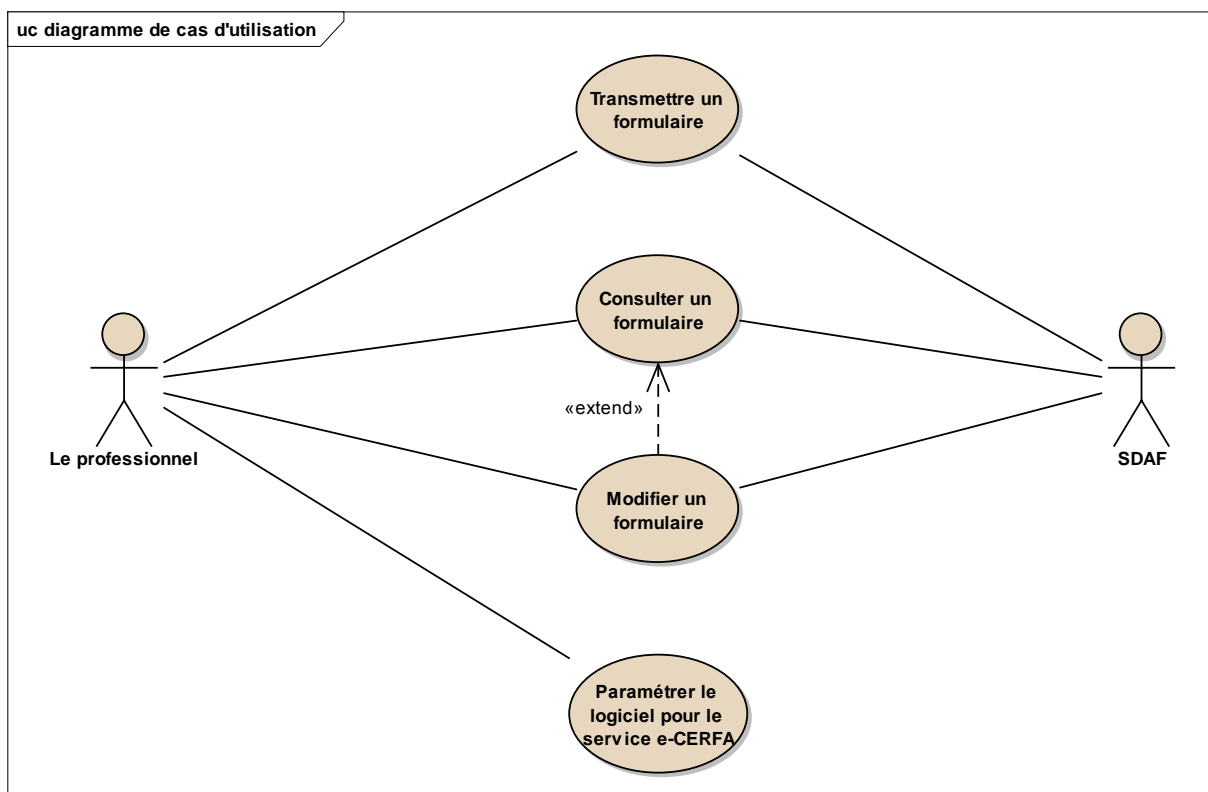 uc diagramme de cas d'utilisation
Transmettre un
formulaire
Consulter un
formulaire
«extend»
Le professionnel
SDAF
Modifier un
formulaire
Paramétrer le
logiciel pour le
service e-CERFA